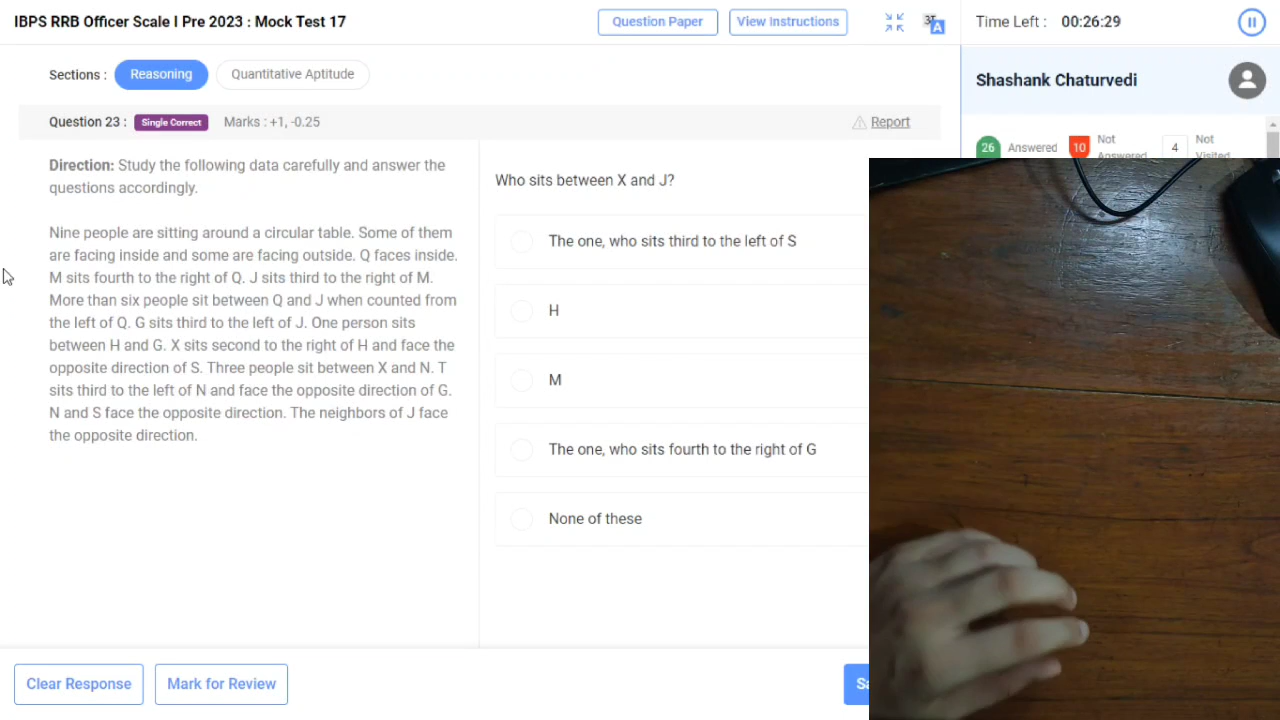 IBPS RRB Officer Scale I Pre 2023 : Mock Test 17
Question Paper
View Instructions
Time Left : 00:26:29
Sections :
Reasoning
Quantitative Aptitude
Shashank Chaturvedi
Question 23 :
Single Correct
Marks : +1, -0.25
Report
26 Answered
10 Not
4 Not
Direction: Study the following data carefully and answer the
questions accordingly.
Nine people are sitting around a circular table. Some of them
are facing inside and some are facing outside. Q faces inside.
M sits fourth to the right of Q. J sits third to the right of M.
More than six people sit between Q and J when counted from
the left of Q. G sits third to the left of J. One person sits
between H and G. X sits second to the right of H and face the
opposite direction of S. Three people sit between X and N. T
sits third to the left of N and face the opposite direction of G.
N and S face the opposite direction. The neighbors of J face
the opposite direction.
Who sits between X and J?
The one, who sits third to the left of S
H
M
The one, who sits fourth to the right of G
None of these
Clear Response
Mark for Review